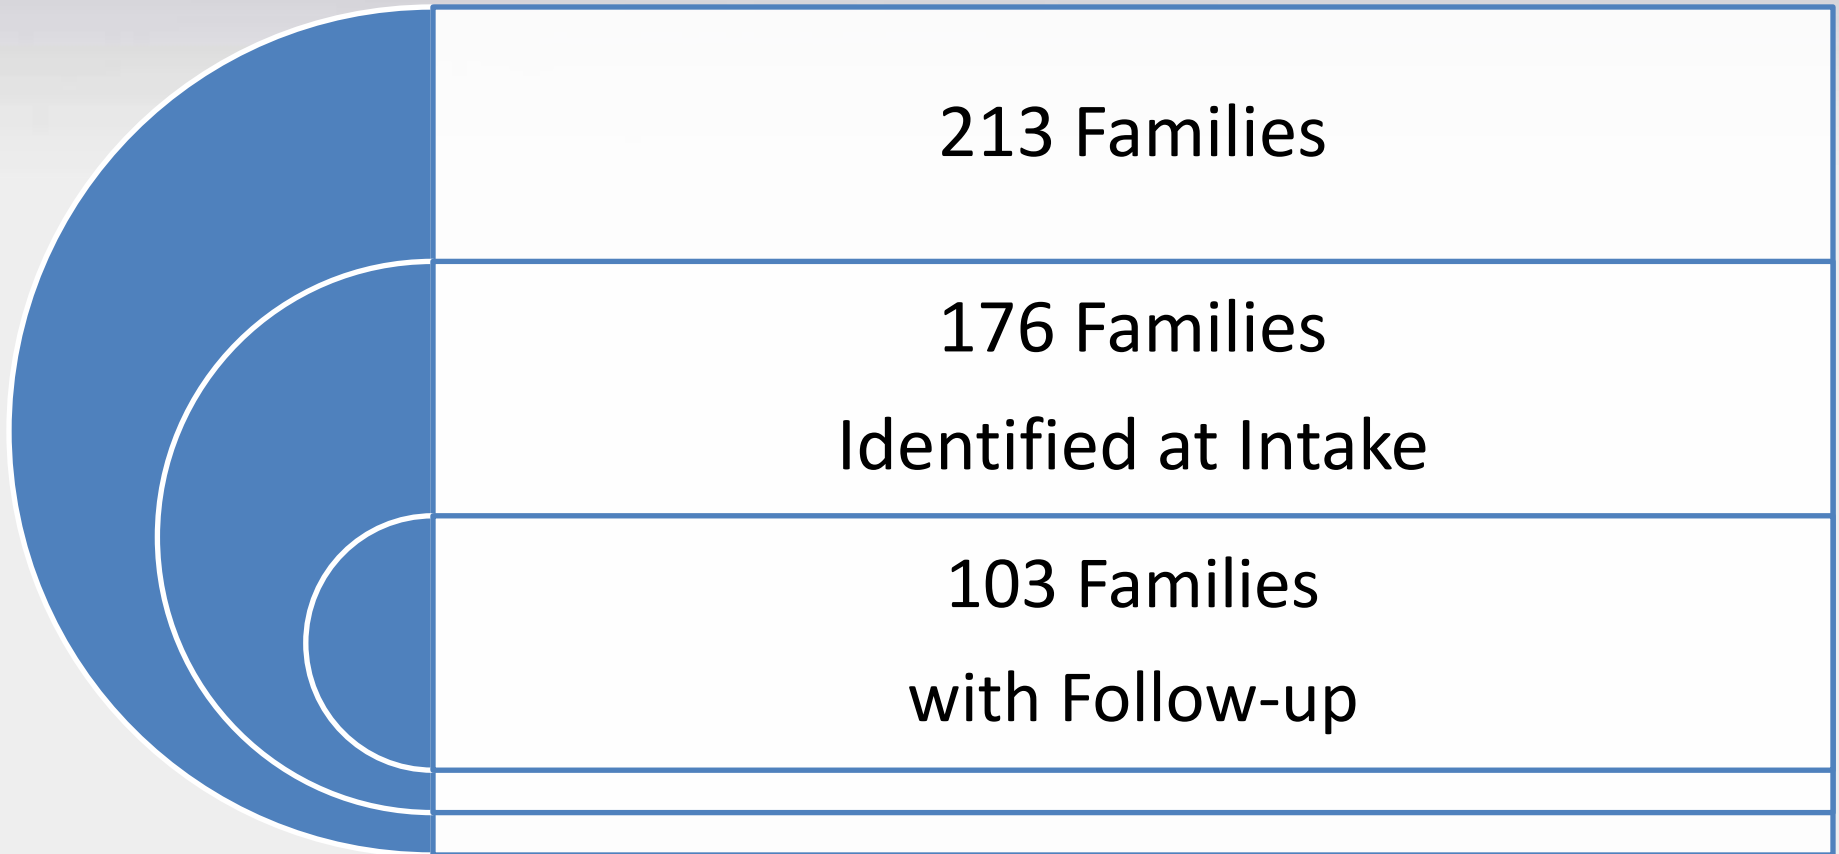 213 Families
176 Families
Identified at Intake
103 Families
with Follow-up